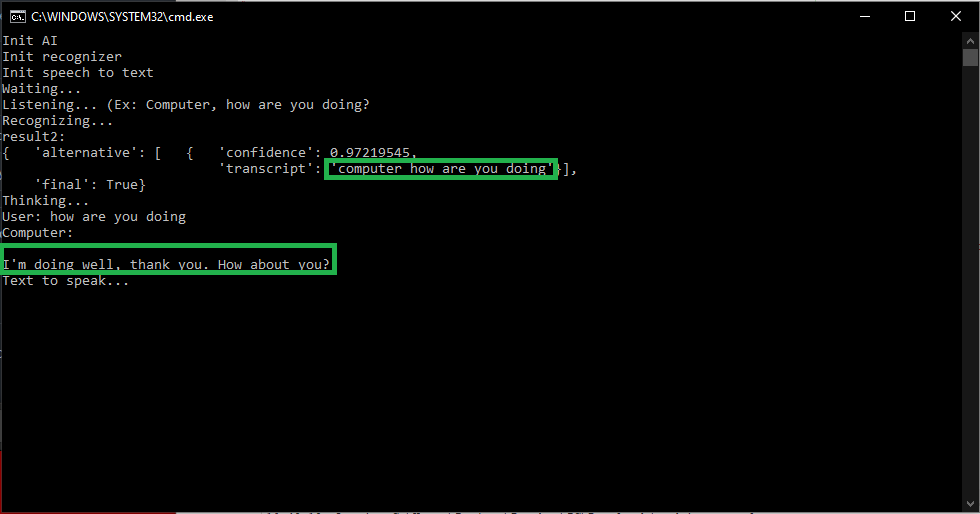 C:\WINDOWS\SYSTEM32\cmd.exe
Init AI
Init recognizer
Init speech to text
Waiting...
Listening... (Ex: Computer, how are you doing?
Recognizing...
result2:
{   'alternative': [   {   'confidence': 0.97219545,
                           'transcript': 'computer how are you doing'}],
    'final': True}
Thinking...
User: how are you doing
Computer:
I'm doing well, thank you. How about you?
Text to speak...